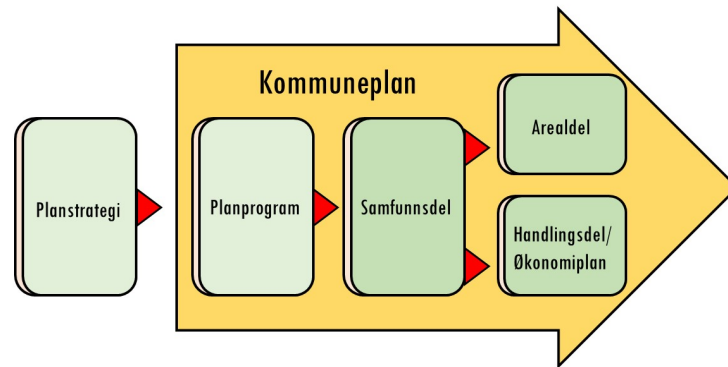 Kommuneplan
Planstrategi
Planprogram
Samfunnsdel
Arealdel
Handlingsdel/
Økonomiplan